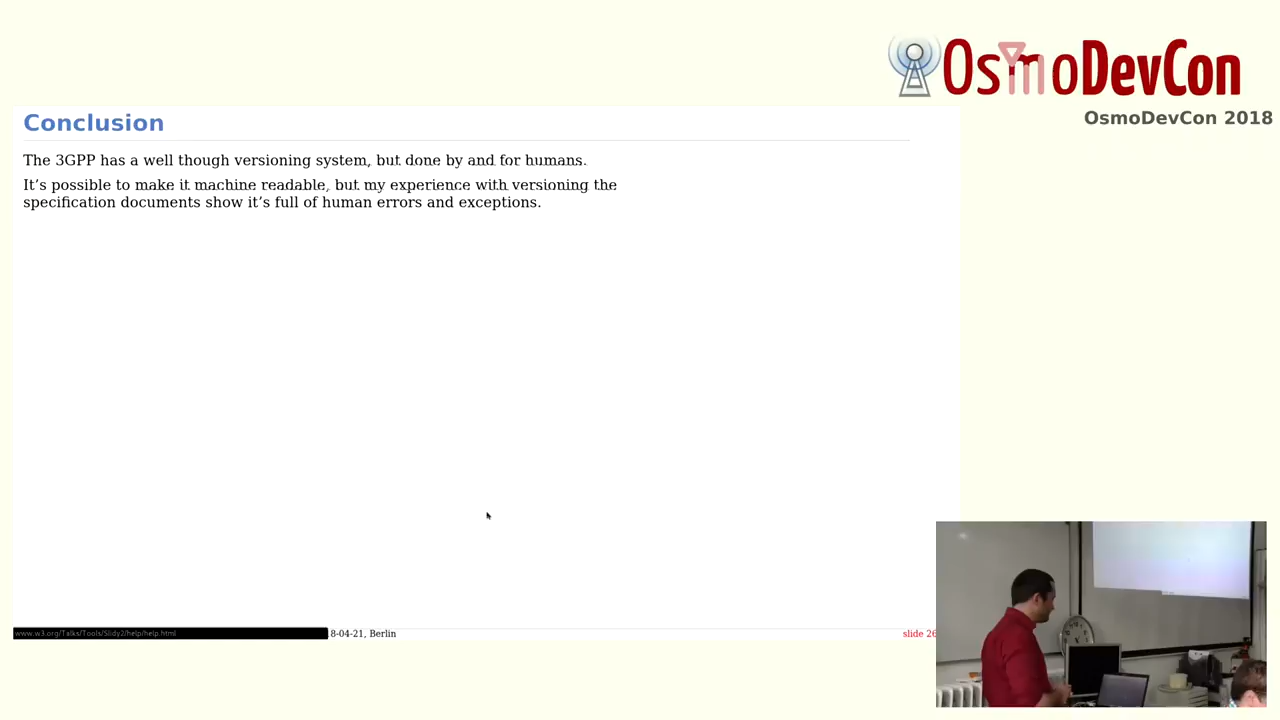 OsmoDevCon
OsmoDevCon 2018
Conclusion
The 3GPP has a well though versioning system, but done by and for humans.
It's possible to make it machine readable, but my experience with versioning the
specification documents show it's full of human errors and exceptions.
www.w3.org/Talks/Tools/Slidy2/help/help.html
8-04-21, Berlin
slide 26